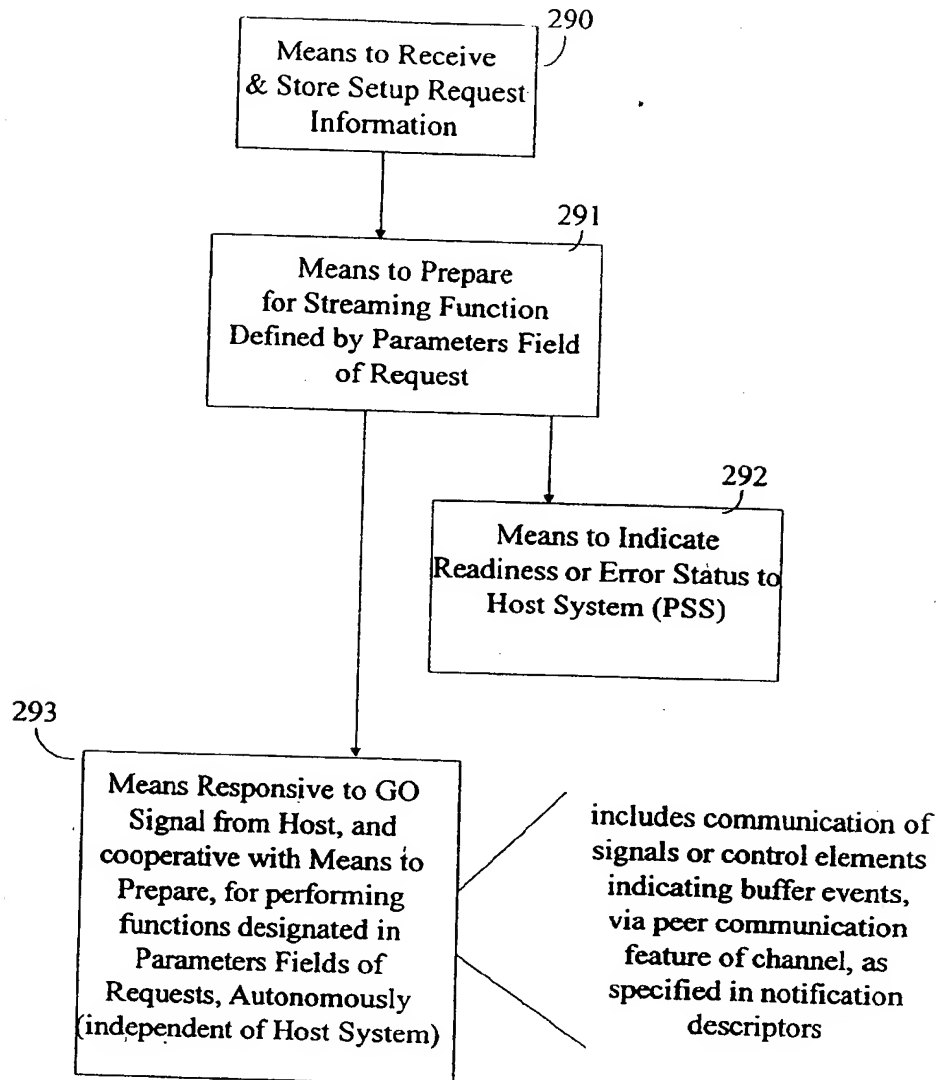 290
Means to Receive
& Store Setup Request
Information
291
Means to Prepare
for Streaming Function
Defined by Parameters Field
of Request
292
Means to Indicate
Readiness or Error Status to
Host System (PSS)
293
Means Responsive to GO
Signal from Host, and
cooperative with Means to
Prepare, for performing
functions designated in
Parameters Fields of
Requests, Autonomously
(independent of Host System)
includes communication of
signals or control elements
indicating buffer events,
via peer communication
feature of channel, as
specified in notification
descriptors